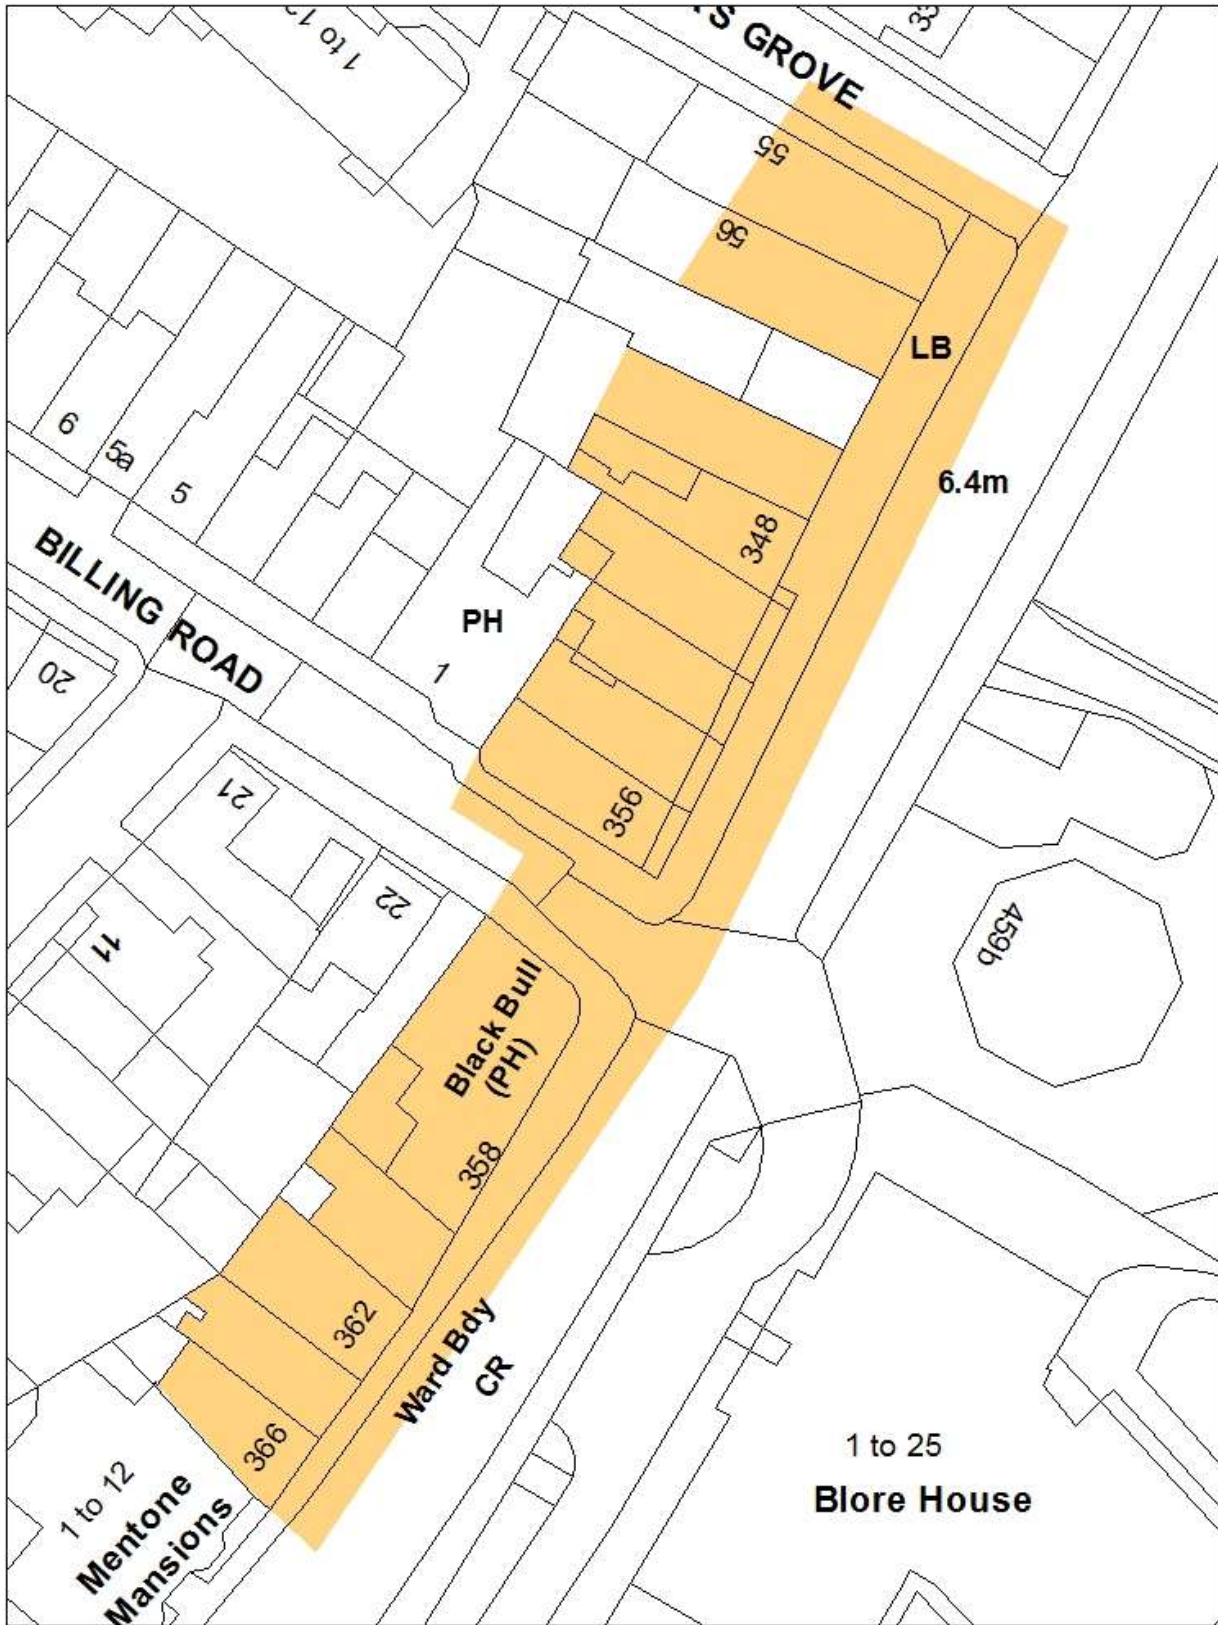 1 to 12
GROVE
55
56
LB
6.4m
6
5a
5
348
BILLING ROAD
PH
1
20
21
22
356
11
459b
Black Bull
(PH)
358
362
Ward Bdy
CR
366
1 to 12
Mentone
Mansions
1 to 25
Blore House